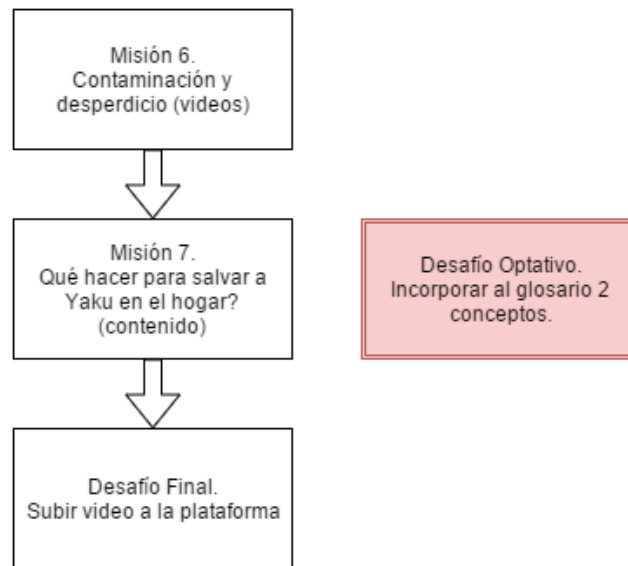 Misión 6.
Contaminación y
desperdicio (videos)
Misión 7.
Qué hacer para salvar a
Yaku en el hogar?
(contenido)
Desafío Optativo.
Incorporar al glosario 2
conceptos.
Desafío Final.
Subir video a la plataforma